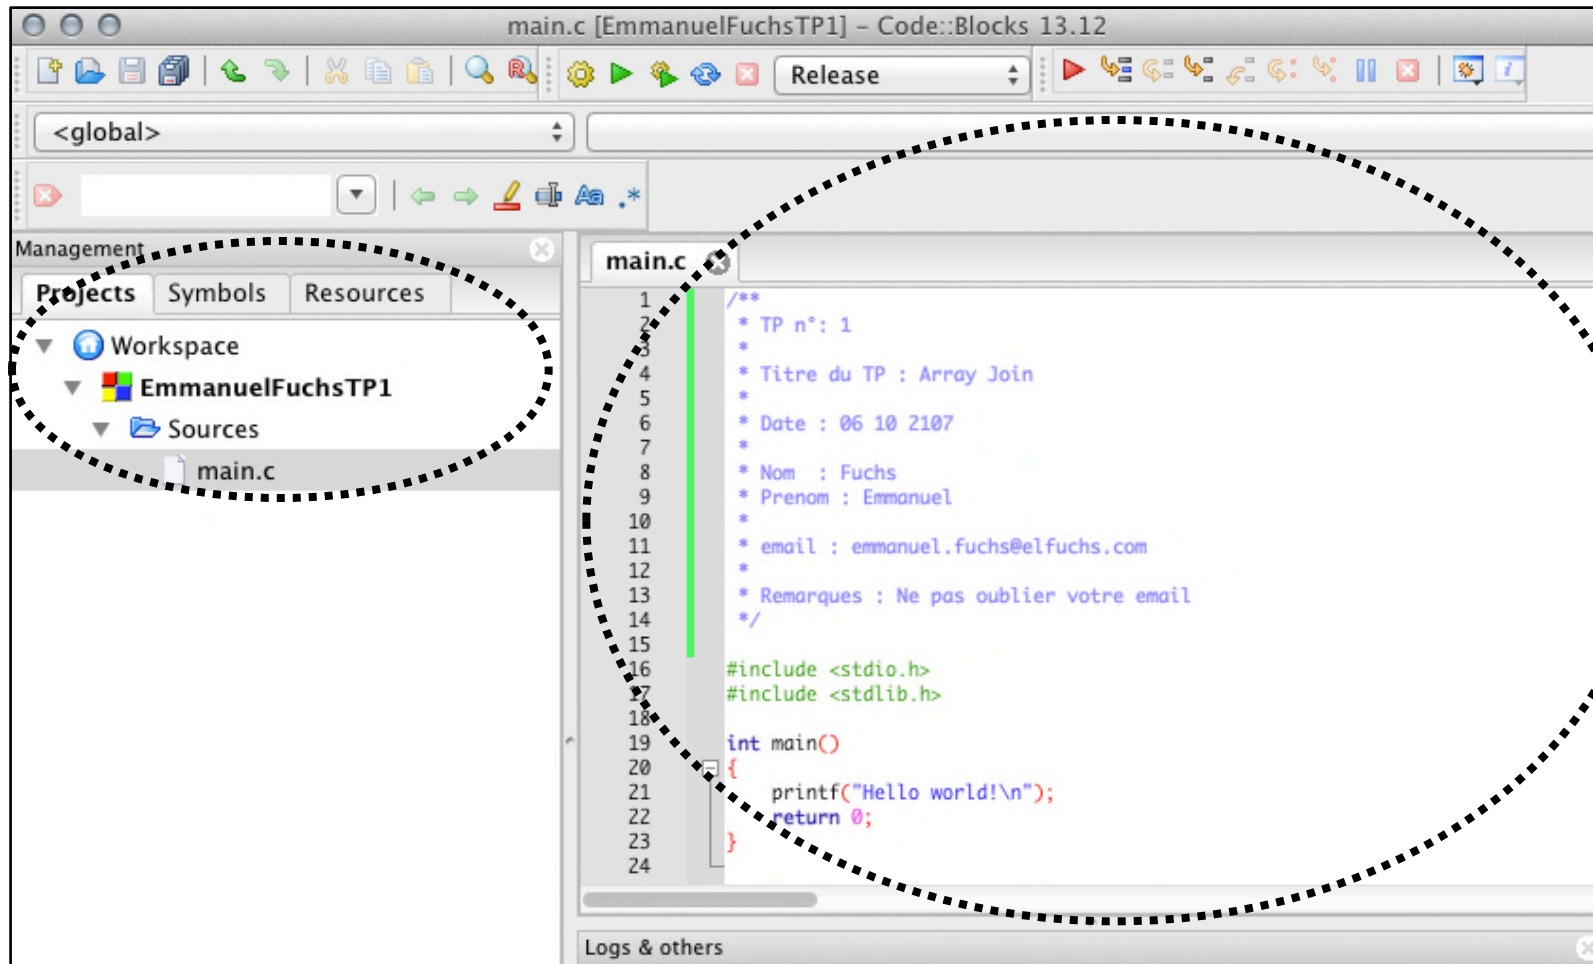 main.c [EmmanuelFuchsTP1] – Code::Blocks 13.12
Release
<global>
Management
Projects Symbols Resources
Workspace
EmmanuelFuchsTP1
Sources
main.c
main.c
1 /**
2 * TP n°: 1
3 *
4 * Titre du TP : Array Join
5 *
6 * Date : 06 10 2107
7 *
8 * Nom  : Fuchs
9 * Prenom : Emmanuel
10 *
11 * email : emmanuel.fuchs@elfuchs.com
12 *
13 * Remarques : Ne pas oublier votre email
14 */
15
16 #include <stdio.h>
17 #include <stdlib.h>
18
19 int main()
20 {
21     printf("Hello world!\n");
22     return 0;
23 }
24
Logs & others